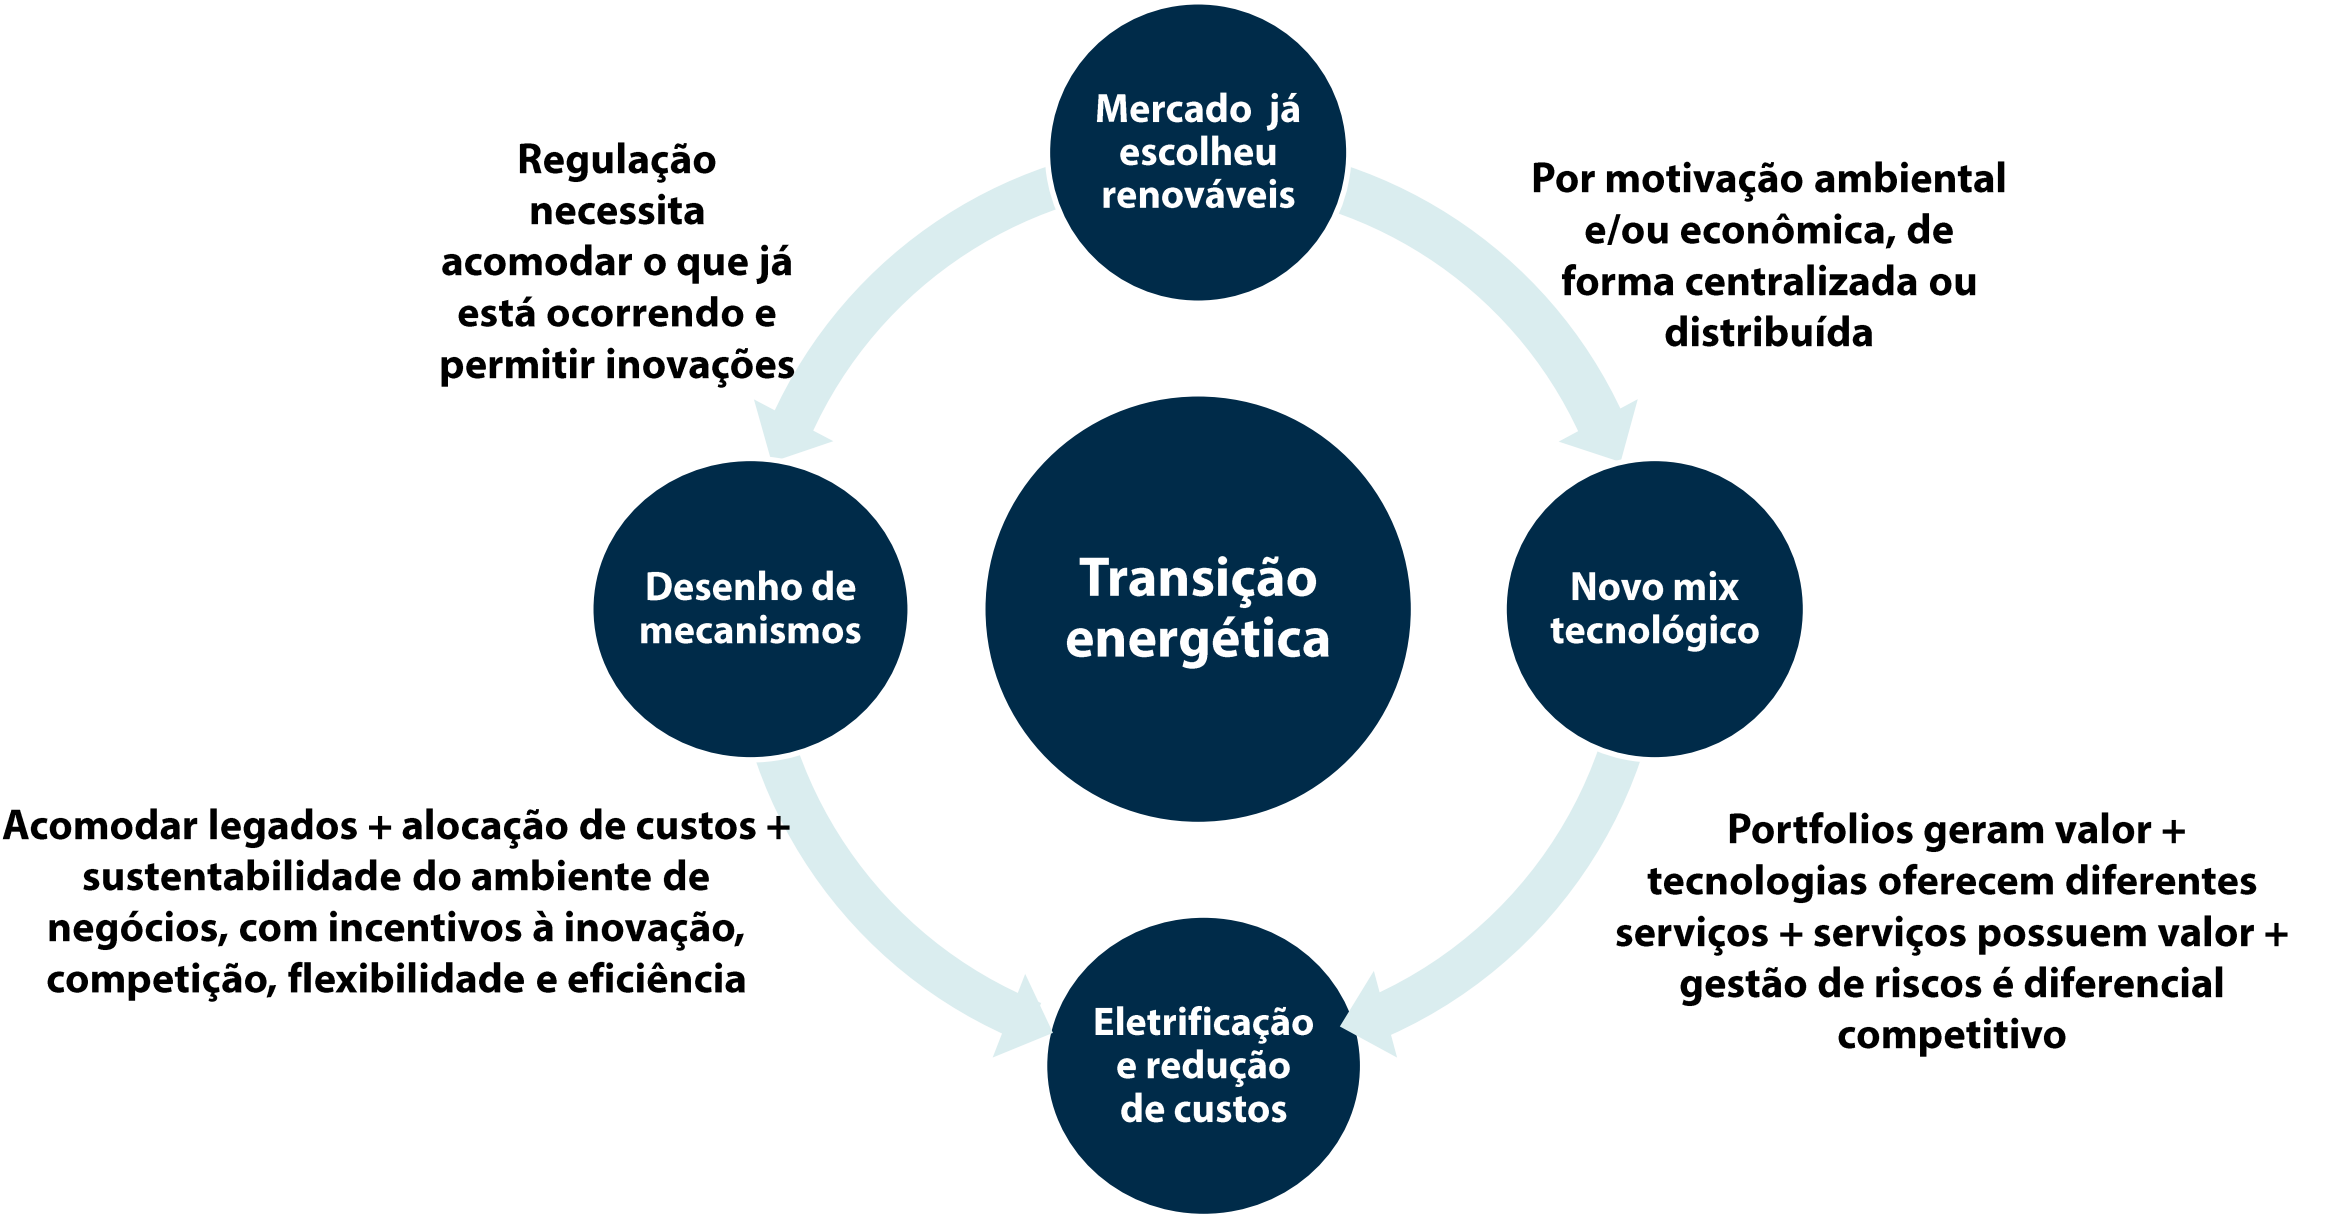 Mercado já
escolheu
renováveis
Regulação
necessita
acomodar o que já
está ocorrendo e
permitir inovações
Por motivação ambiental
e/ou econômica, de
forma centralizada ou
distribuída
Desenho de
mecanismos
Transição
energética
Novo mix
tecnológico
Acomodar legados + alocação de custos +
sustentabilidade do ambiente de
negócios, com incentivos à inovação,
competição, flexibilidade e eficiência
Portfolios geram valor +
tecnologias oferecem diferentes
serviços + serviços possuem valor +
gestão de riscos é diferencial
competitivo
Eletrificação
e redução
de custos